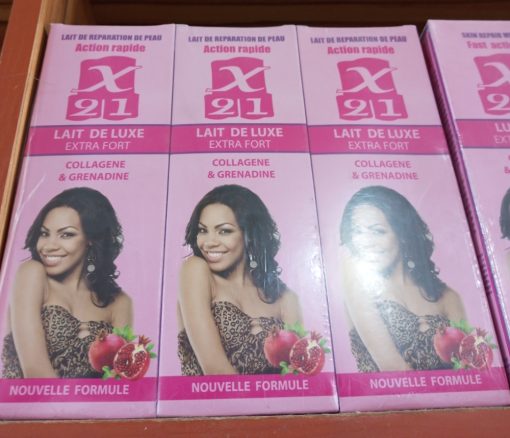 LAIT DE REPARATION DE PEAU
Action rapide
X
21
LAIT DE LUXE
EXTRA FORT
COLLAGENE
& GRENADINE
NOUVELLE FORMULE
LAIT DE REPARATION DE PEAU
Action rapide
X
21
LAIT DE LUXE
EXTRA FORT
COLLAGENE
& GRENADINE
NOUVELLE FORMULE
LAIT DE REPARATION DE PEAU
Action rapide
X
21
LAIT DE LUXE
EXTRA FORT
COLLAGENE
& GRENADINE
NOUVELLE FORMULE
SKIN REPAIR
Fast
X
21